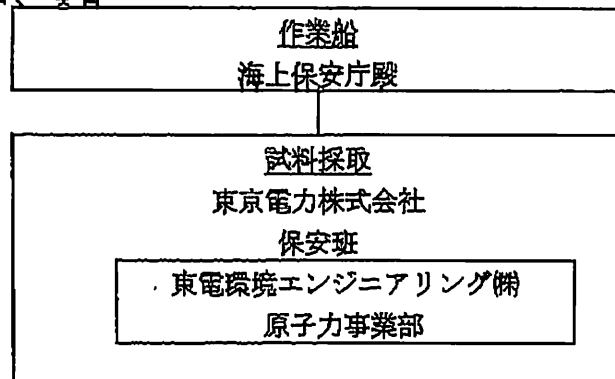 作業船
海上保安庁殿
試料採取
東京電力株式会社
保安班
東電環境エンジニアリング㈱
原子力事業部